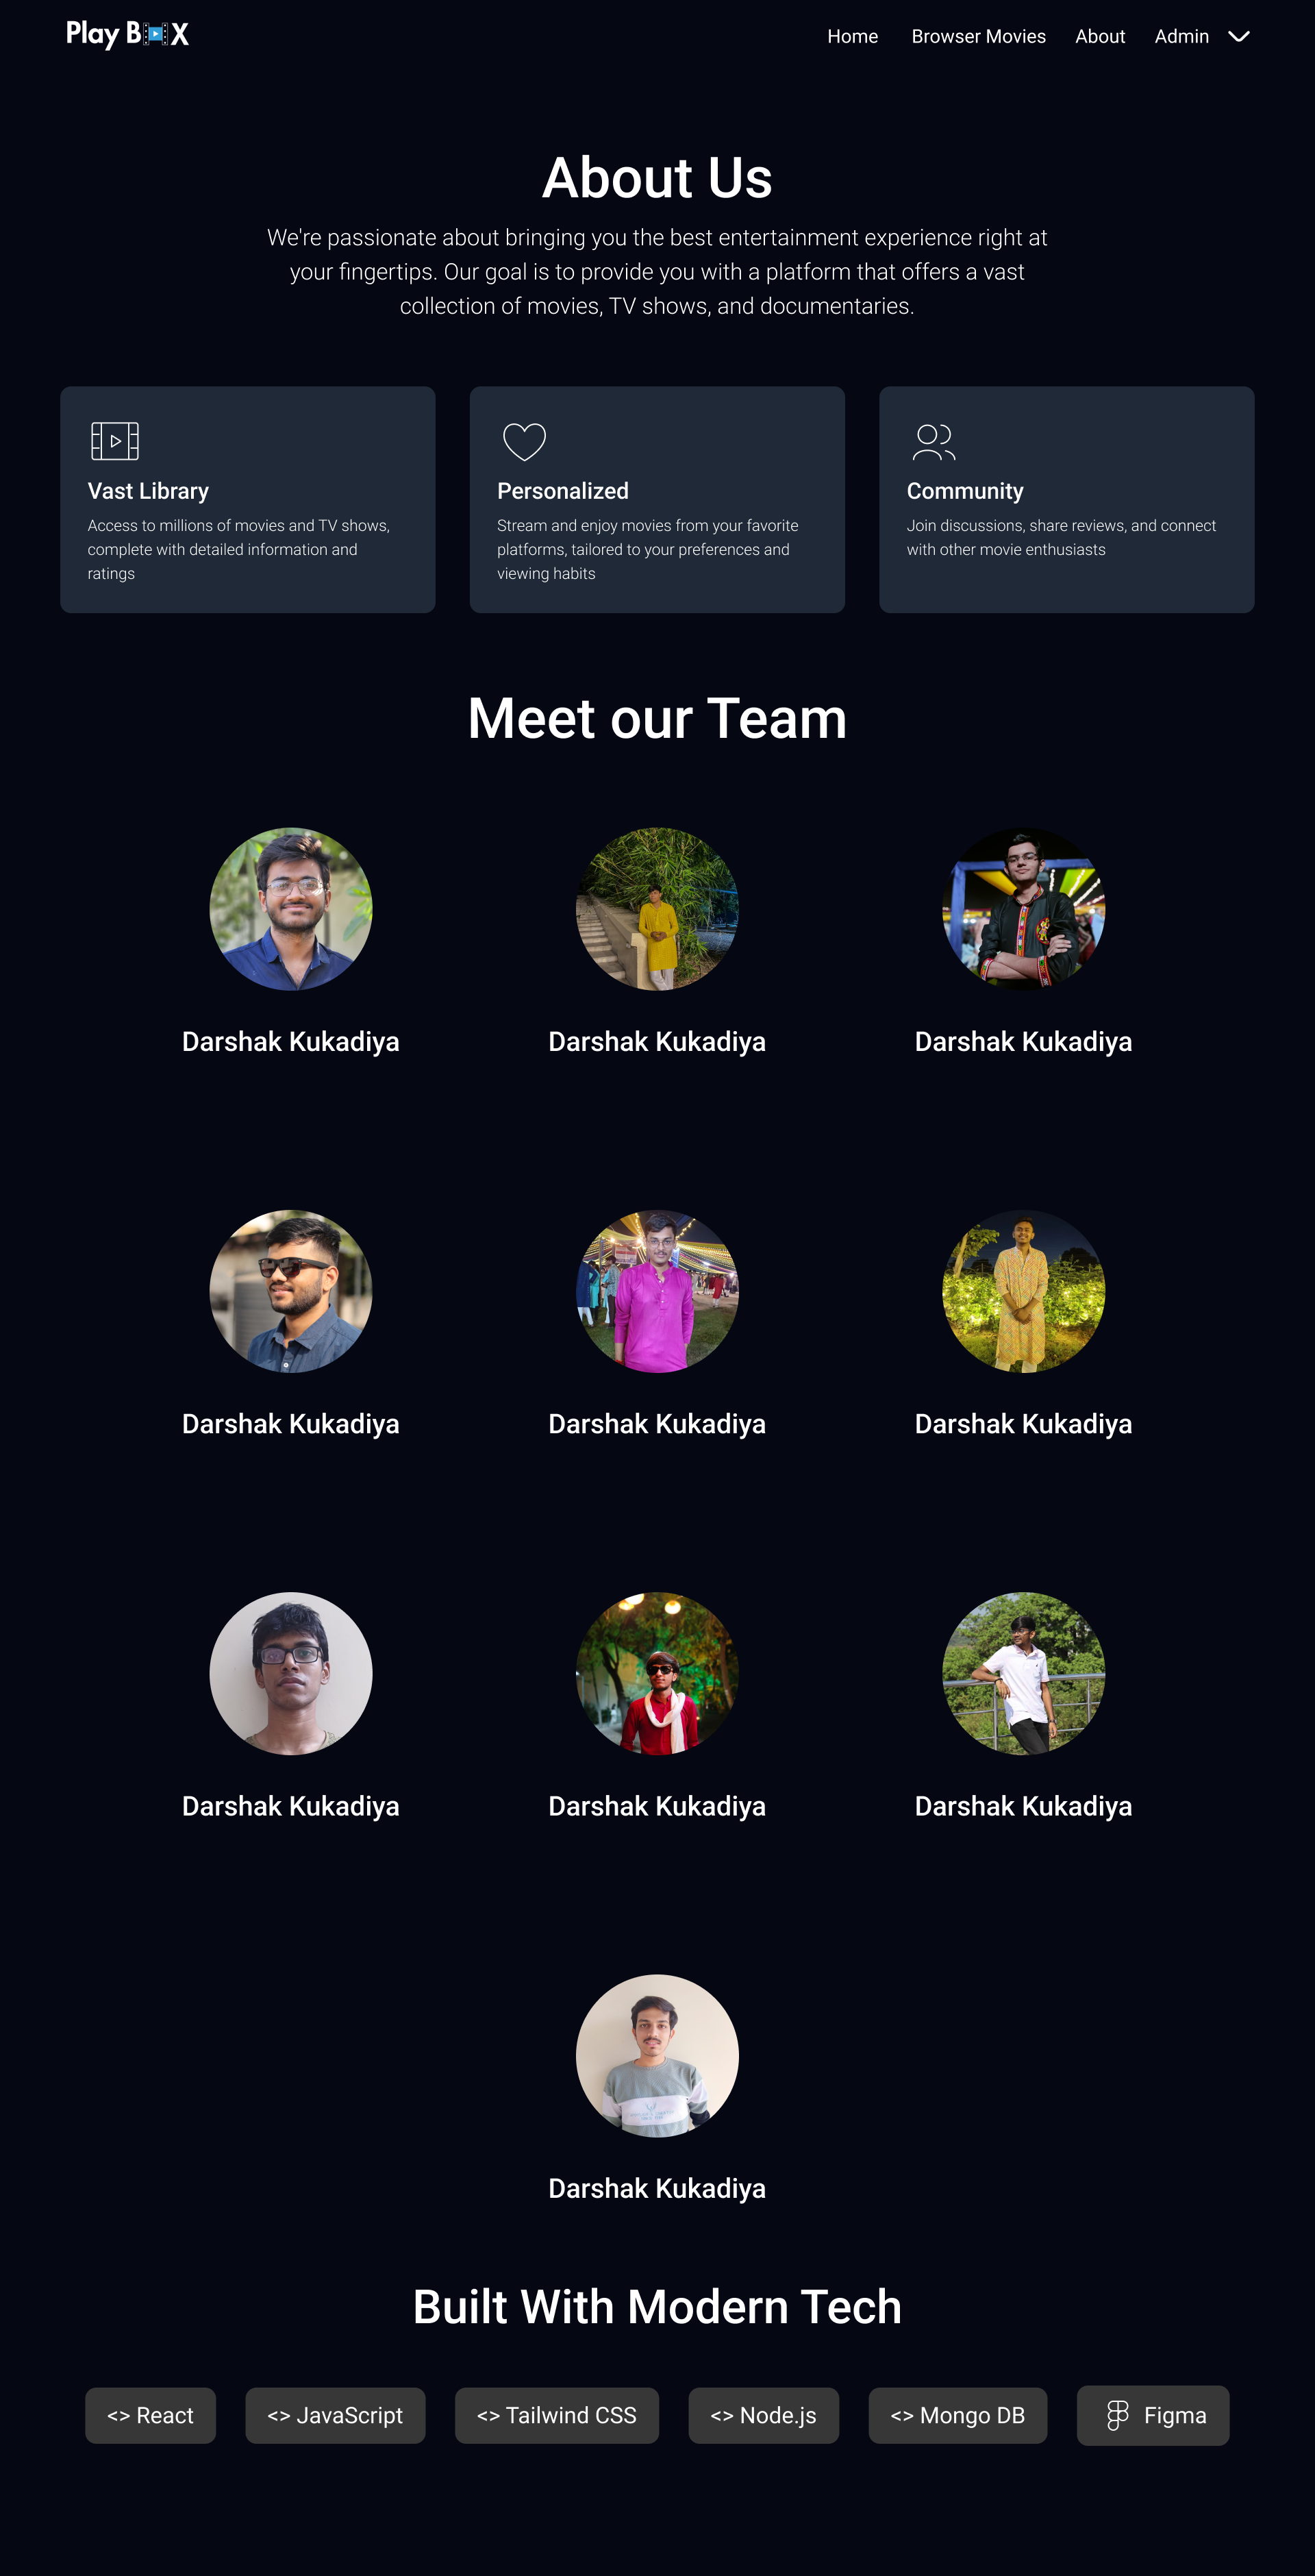 Play BOX
Home Browser Movies About Admin
About Us
We're passionate about bringing you the best entertainment experience right at
your fingertips. Our goal is to provide you with a platform that offers a vast
collection of movies, TV shows, and documentaries.
Vast Library
Access to millions of movies and TV shows,
complete with detailed information and
ratings
Personalized
Stream and enjoy movies from your favorite
platforms, tailored to your preferences and
viewing habits
Community
Join discussions, share reviews, and connect
with other movie enthusiasts
Meet our Team
Darshak Kukadiya
Darshak Kukadiya
Darshak Kukadiya
Darshak Kukadiya
Darshak Kukadiya
Darshak Kukadiya
Darshak Kukadiya
Darshak Kukadiya
Darshak Kukadiya
Darshak Kukadiya
Built With Modern Tech
<> React
<> JavaScript
<> Tailwind CSS
<> Node.js
<> Mongo DB
Figma